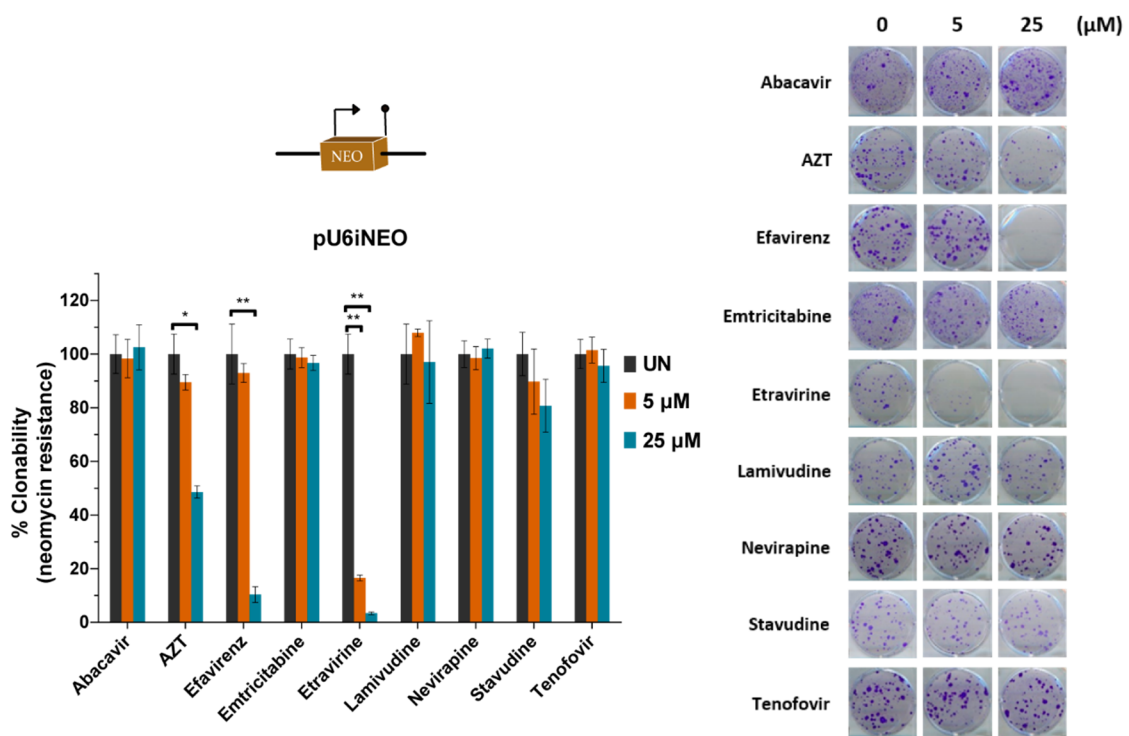 NEO
pU6iNEO
% Clonability
(neomycin resistance)
120
100
80
60
40
20
0
*
**
**
**
UN
5 µM
25 µM
Abacavir
AZT
Efavirenz
Emtricitabine
Etravirine
Lamivudine
Nevirapine
Stavudine
Tenofovir
0 5 25 (µM)
Abacavir
AZT
Efavirenz
Emtricitabine
Etravirine
Lamivudine
Nevirapine
Stavudine
Tenofovir